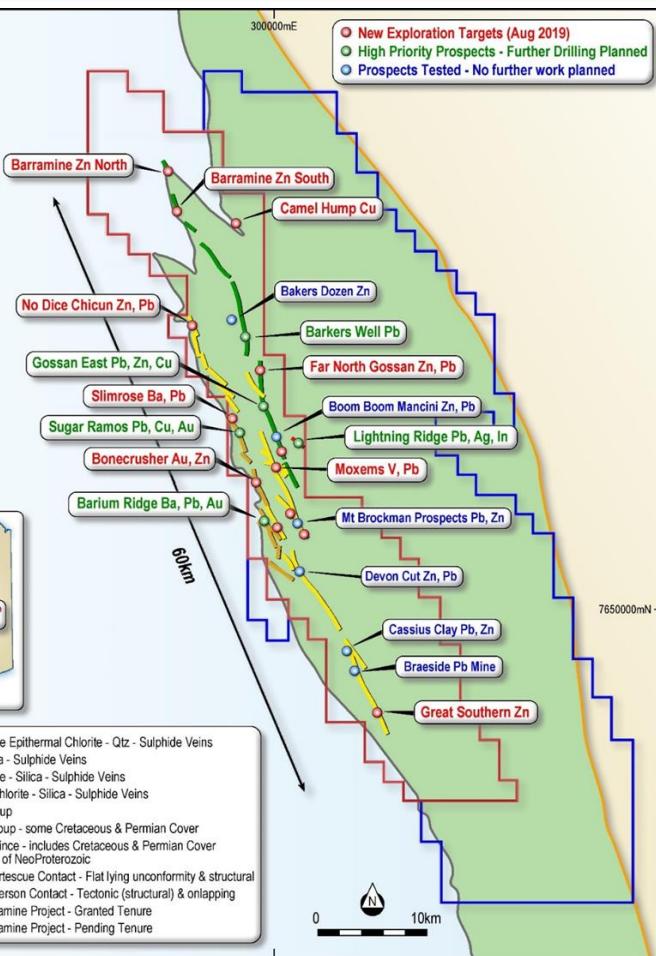 300000mE
New Exploration Targets (Aug 2019)
High Priority Prospects - Further Drilling Planned
Prospects Tested - No further work planned
Barramine Zn North
Barramine Zn South
Camel Hump Cu
Bakers Dozen Zn
No Dice Chicun Zn, Pb
Barkers Well Pb
Gossan East Pb, Zn, Cu
Far North Gossan Zn, Pb
Slimrose Ba, Pb
Boom Boom Mancini Zn, Pb
Sugar Ramos Pb, Cu, Au
Lightning Ridge Pb, Ag, In
Bonecrusher Au, Zn
Moxems V, Pb
Barium Ridge Ba, Pb, Au
Mt Brockman Prospects Pb, Zn
60km
Devon Cut Zn, Pb
7650000mN
Cassius Clay Pb, Zn
Braeside Pb Mine
Great Southern Zn
e Epithermal Chlorite - Qtz - Sulphide Veins
a - Sulphide Veins
e - Silica - Sulphide Veins
hlorite - Silica - Sulphide Veins
up
oup - some Cretaceous & Permian Cover
ince - includes Cretaceous & Permian Cover
of NeoProterozoic
rtescue Contact - Flat lying unconformity & structural
erson Contact - Tectonic (structural) & onlapping
amine Project - Granted Tenure
amine Project - Pending Tenure
N
0 10km